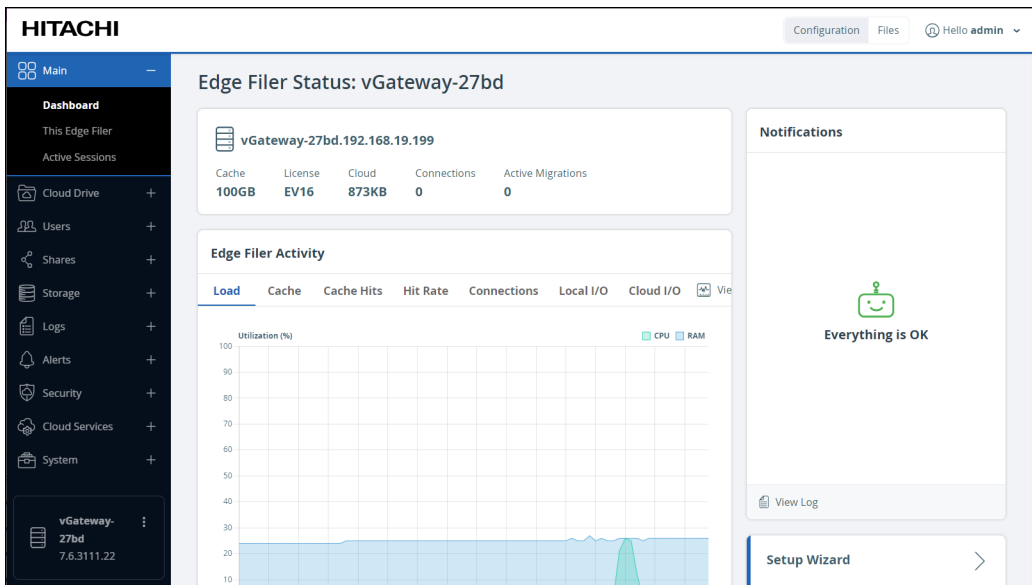 HITACHI
Configuration
Files
Hello admin
Main
Dashboard
This Edge Filer
Active Sessions
Cloud Drive
Users
Shares
Storage
Logs
Alerts
Security
Cloud Services
System
vGateway-
27bd
7.6.3111.22
Edge Filer Status: vGateway-27bd
vGateway-27bd.192.168.19.199
Cache License Cloud Connections Active Migrations
100GB EV16 873KB 0 0
Edge Filer Activity
Load Cache Cache Hits Hit Rate Connections Local I/O Cloud I/O Vie
Utilization (%)
CPU RAM
100
90
80
70
60
50
40
30
20
10
Notifications
Everything is OK
View Log
Setup Wizard